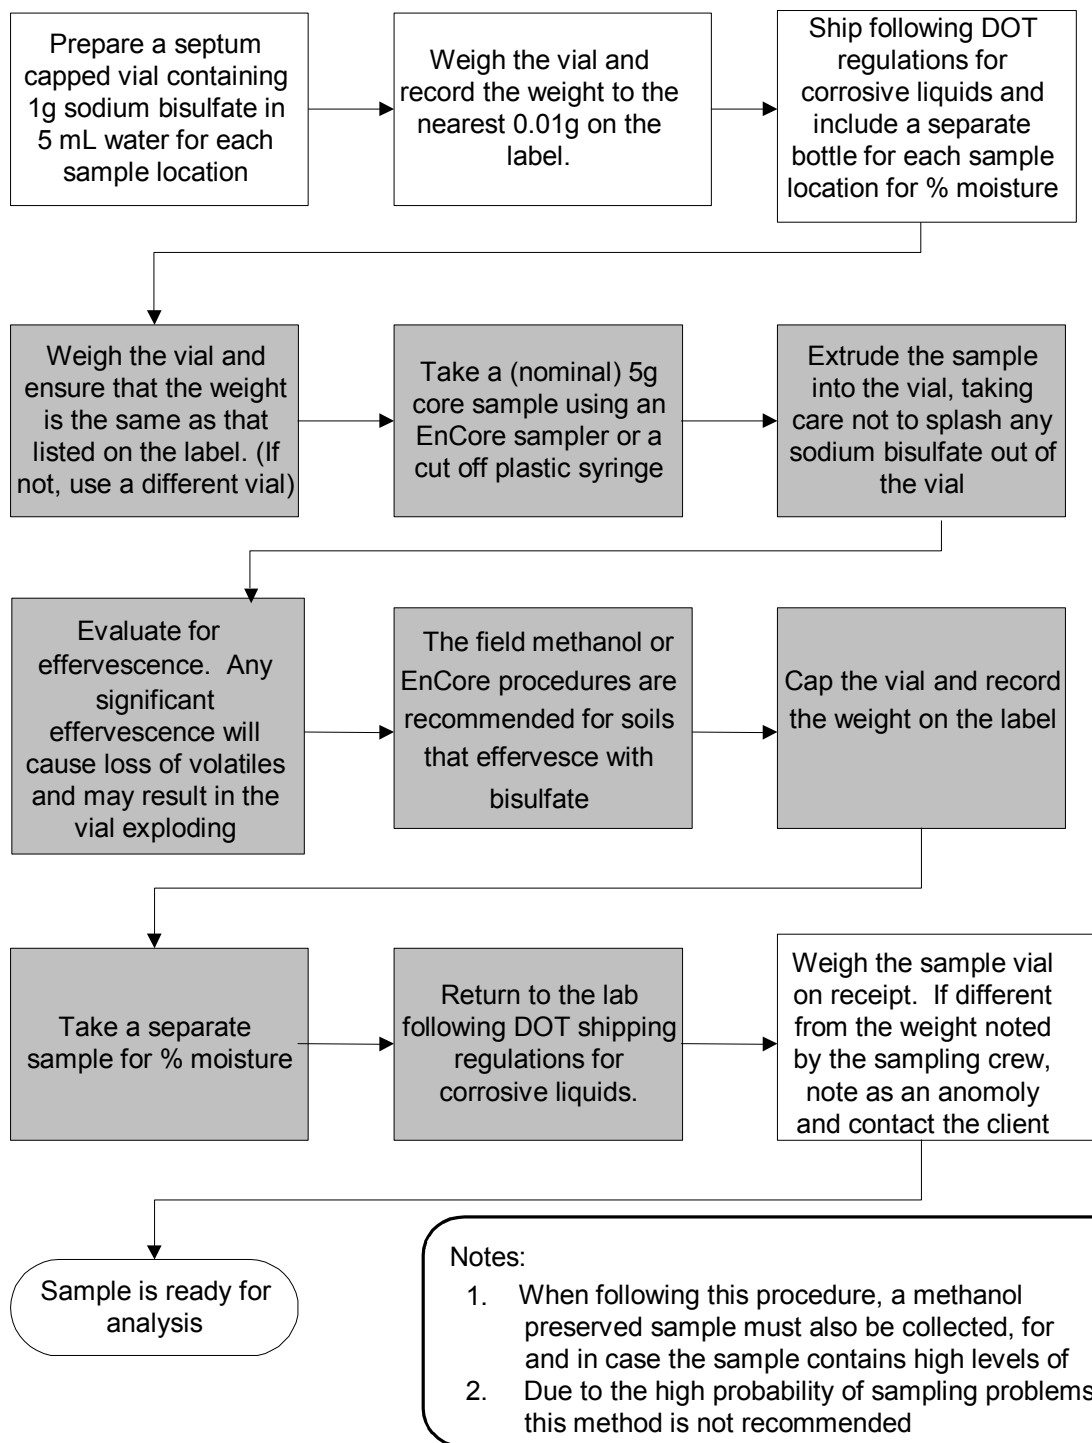 Prepare a septum
capped vial containing
1g sodium bisulfate in
5 mL water for each
sample location
Weigh the vial and
record the weight to the
nearest 0.01g on the
label.
Ship following DOT
regulations for
corrosive liquids and
include a separate
bottle for each sample
location for % moisture
Weigh the vial and
ensure that the weight
is the same as that
listed on the label. (If
not, use a different vial)
Take a (nominal) 5g
core sample using an
EnCore sampler or a
cut off plastic syringe
Extrude the sample
into the vial, taking
care not to splash any
sodium bisulfate out of
the vial
Evaluate for
effervescence. Any
significant
effervescence will
cause loss of volatiles
and may result in the
vial exploding
The field methanol or
EnCore procedures are
recommended for soils
that effervesce with
bisulfate
Cap the vial and record
the weight on the label
Take a separate
sample for % moisture
Return to the lab
following DOT shipping
regulations for
corrosive liquids.
Weigh the sample vial
on receipt. If different
from the weight noted
by the sampling crew,
note as an anomoly
and contact the client
Sample is ready for
analysis
Notes:
1. When following this procedure, a methanol
preserved sample must also be collected, for
and in case the sample contains high levels of
2. Due to the high probability of sampling problems
this method is not recommended